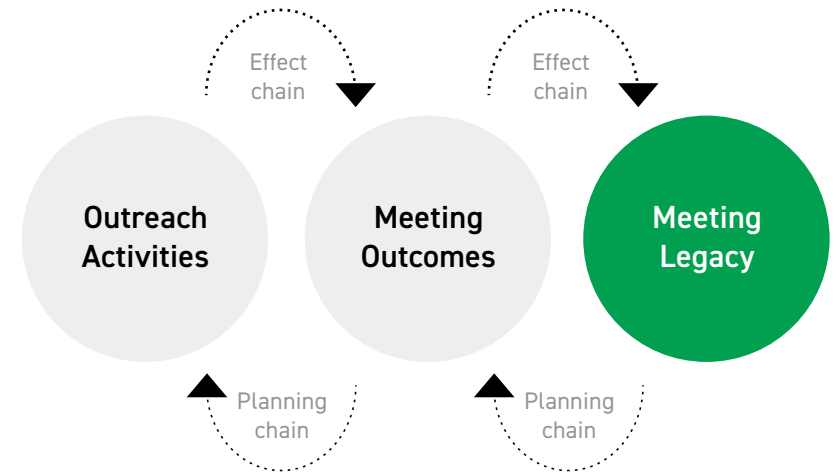 Effect
chain
Effect
chain
Outreach
Activities
Meeting
Outcomes
Meeting
Legacy
Planning
chain
Planning
chain